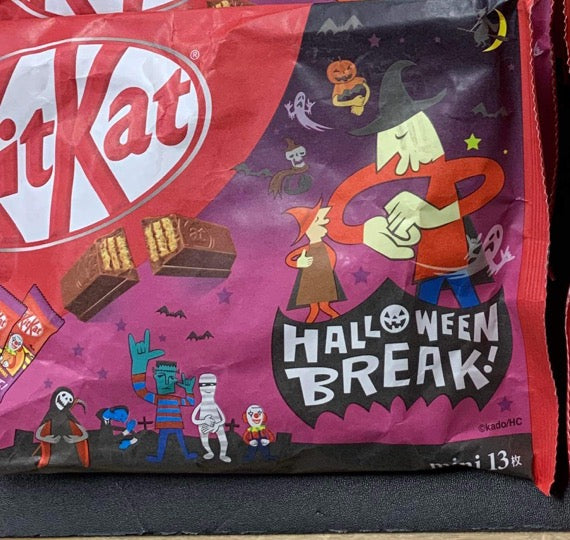 itKat®
HALLOWEEN
BREAK!
©kado/HC
mini 13枚